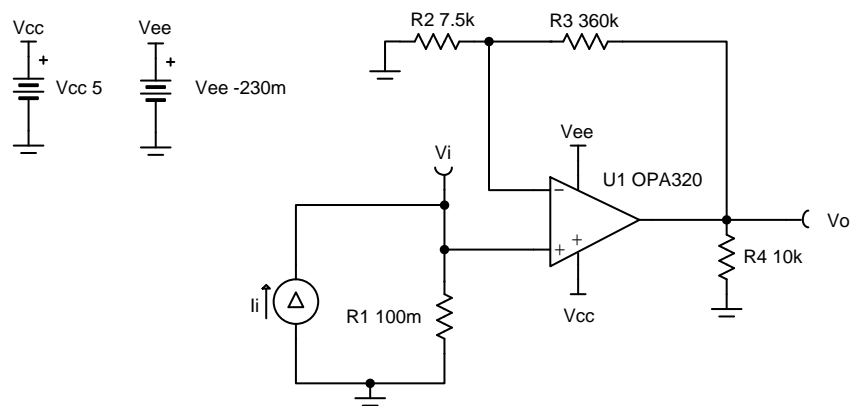 R2 7.5k
R3 360k
Vcc
Vee
+
+
Vcc 5
Vee -230m
Vee
Vi
U1 OPA320
−
+
+
Vo
R4 10k
Ii
R1 100m
Vcc